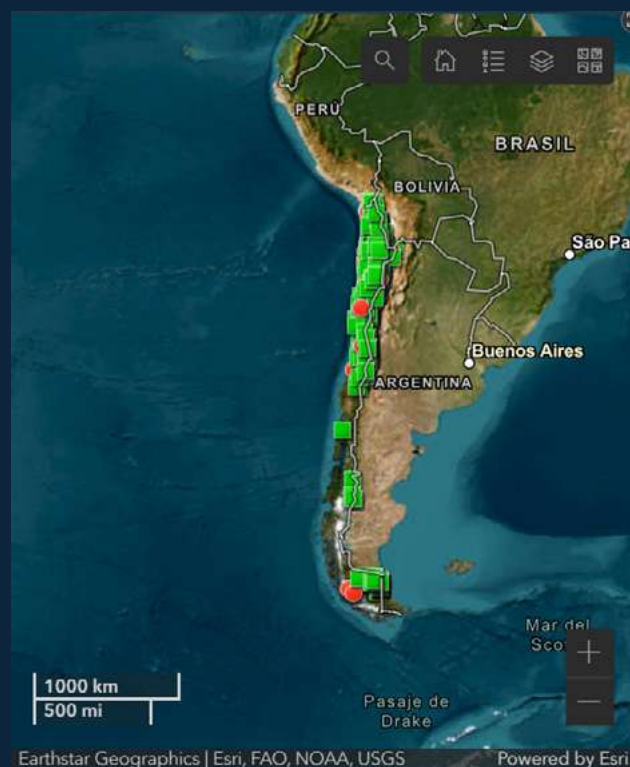 PERÚ
BRASIL
BOLIVIA
São Pa
Buenos Aires
ARGENTINA
Mar del
Sco
1000 km
500 mi
Pasaje de
Drake
Earthstar Geographics | Esri, FAO, NOAA, USGS
Powered by Esri